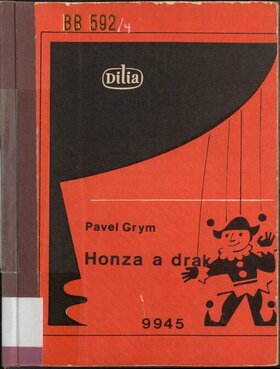 BB 592/4
Dilia
Pavel Grym
Honza a drak
9945